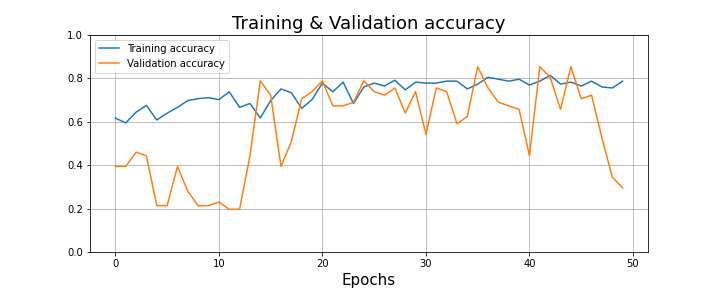 Training & Validation accuracy
Training accuracy
Validation accuracy
1.0
0.8
0.6
0.4
0.2
0.0
0 10 20 30 40 50
Epochs